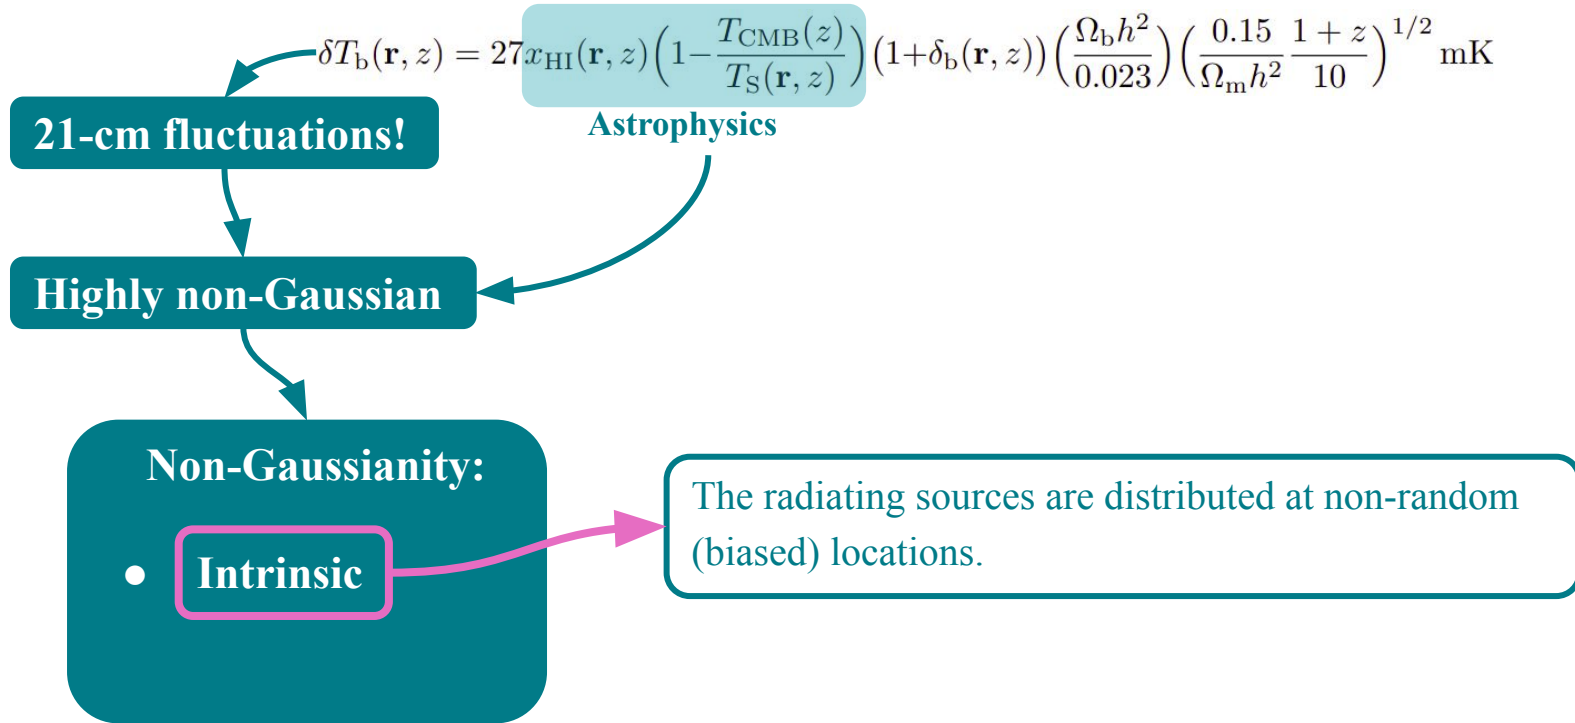 δT_b(r, z) = 27x_HI(r, z)(1−T_CMB(z)/T_S(r, z))(1+δ_b(r, z))(Ω_b h²/0.023)(0.15/Ω_m h² 1 + z/10)^1/2 mK
Astrophysics
21-cm fluctuations!
Highly non-Gaussian
Non-Gaussianity:
● Intrinsic
The radiating sources are distributed at non-random
(biased) locations.